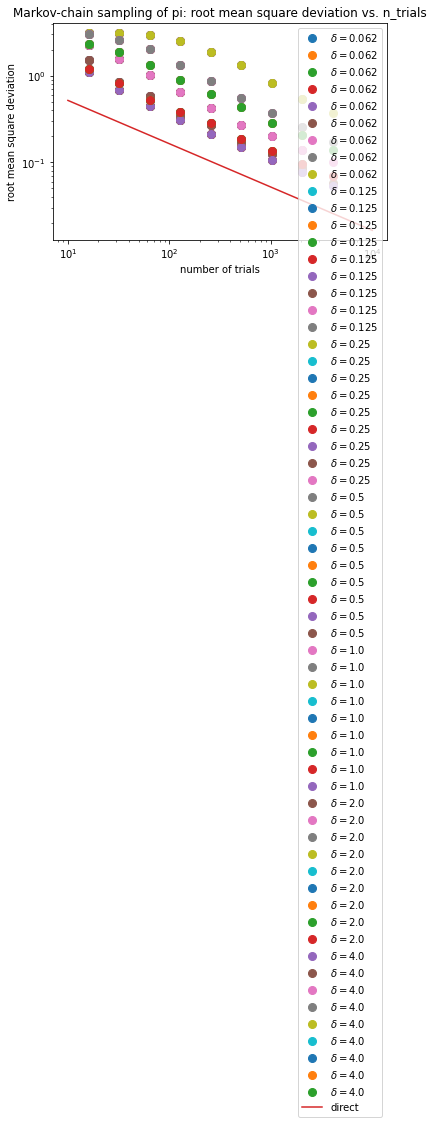 Markov-chain sampling of pi: root mean square deviation vs. n_trials
root mean square deviation
10⁰
10⁻¹
10¹ 10² 10³ 10⁴
number of trials
δ = 0.062
δ = 0.062
δ = 0.062
δ = 0.062
δ = 0.062
δ = 0.062
δ = 0.062
δ = 0.062
δ = 0.062
δ = 0.125
δ = 0.125
δ = 0.125
δ = 0.125
δ = 0.125
δ = 0.125
δ = 0.125
δ = 0.125
δ = 0.125
δ = 0.25
δ = 0.25
δ = 0.25
δ = 0.25
δ = 0.25
δ = 0.25
δ = 0.25
δ = 0.25
δ = 0.25
δ = 0.5
δ = 0.5
δ = 0.5
δ = 0.5
δ = 0.5
δ = 0.5
δ = 0.5
δ = 0.5
δ = 0.5
δ = 1.0
δ = 1.0
δ = 1.0
δ = 1.0
δ = 1.0
δ = 1.0
δ = 1.0
δ = 1.0
δ = 1.0
δ = 2.0
δ = 2.0
δ = 2.0
δ = 2.0
δ = 2.0
δ = 2.0
δ = 2.0
δ = 2.0
δ = 2.0
δ = 4.0
δ = 4.0
δ = 4.0
δ = 4.0
δ = 4.0
δ = 4.0
δ = 4.0
δ = 4.0
δ = 4.0
direct